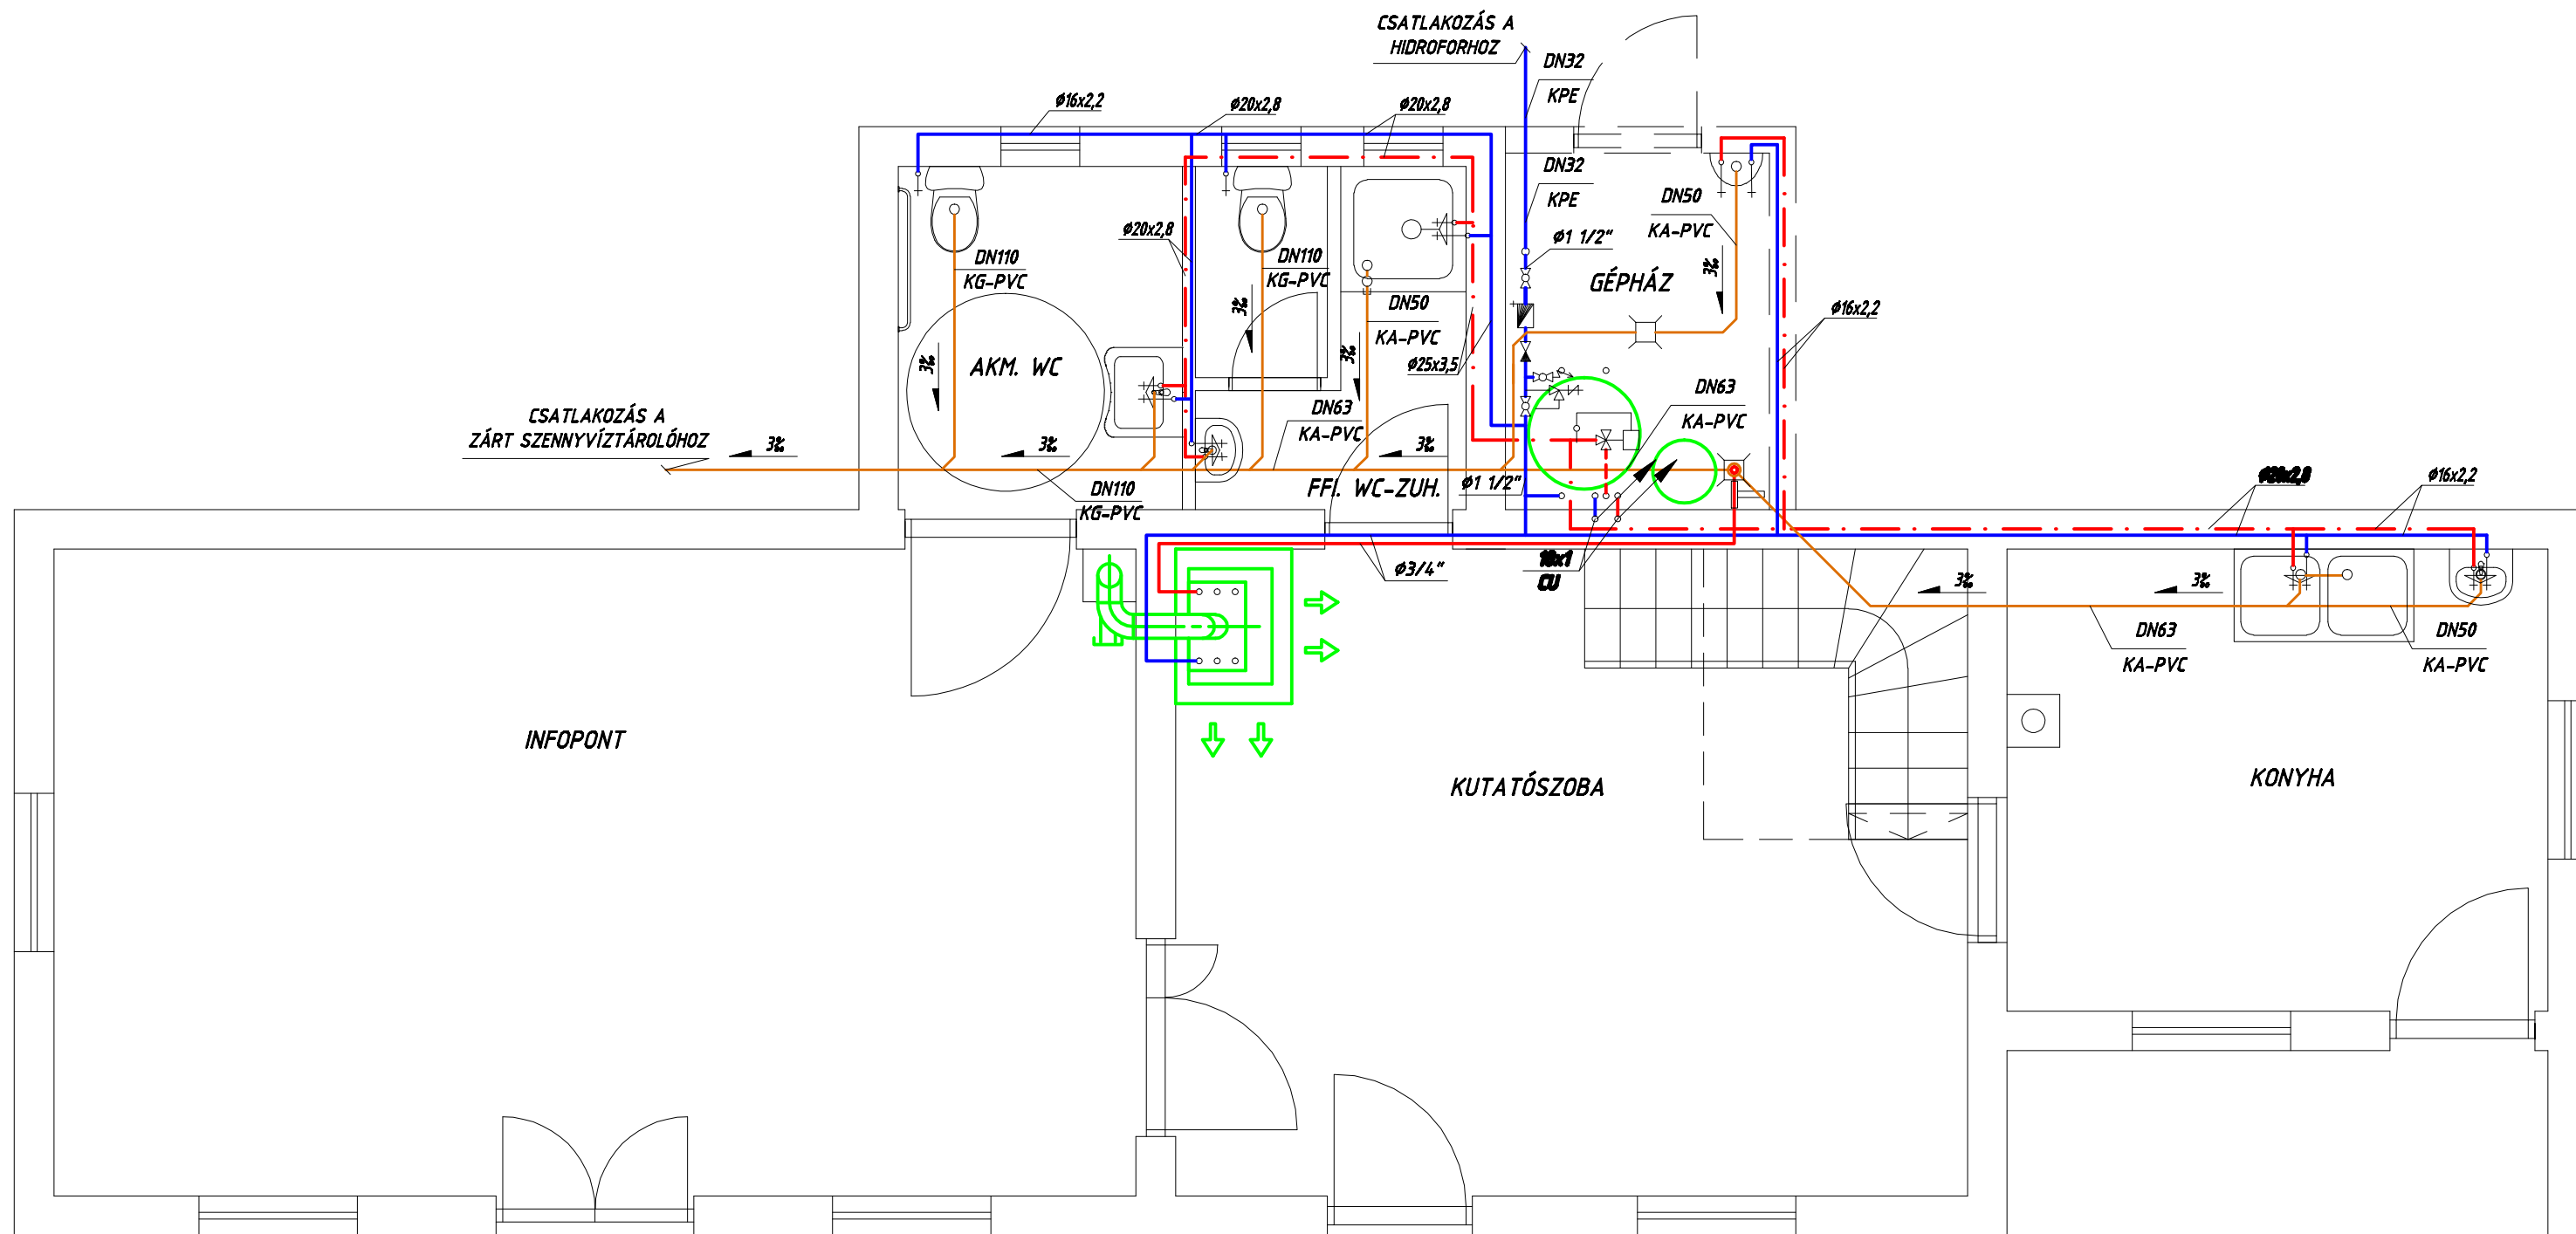 CSATLAKOZÁS A
HIDROFORHOZ
DN32
KPE
Ø16x2,2
Ø20x2,8
Ø20x2,8
DN32
KPE
DN50
KA-PVC
Ø20x2,8
Ø1 1/2"
DN110
KG-PVC
DN110
KG-PVC
3‰
GÉPHÁZ
3‰
DN50
KA-PVC
Ø16x2,2
3‰
3‰
AKM. WC
Ø25x3,5
DN63
KA-PVC
CSATLAKOZÁS A
ZÁRT SZENNYVÍZTÁROLÓHOZ
3‰
3‰
DN63
KA-PVC
3‰
DN110
KG-PVC
FFI. WC-ZUH.
Ø1 1/2"
Ø20x2,8
Ø16x2,2
Ø3/4"
18x1
CU
3‰
3‰
DN63
KA-PVC
DN50
KA-PVC
INFOPONT
KUTATÓSZOBA
KONYHA